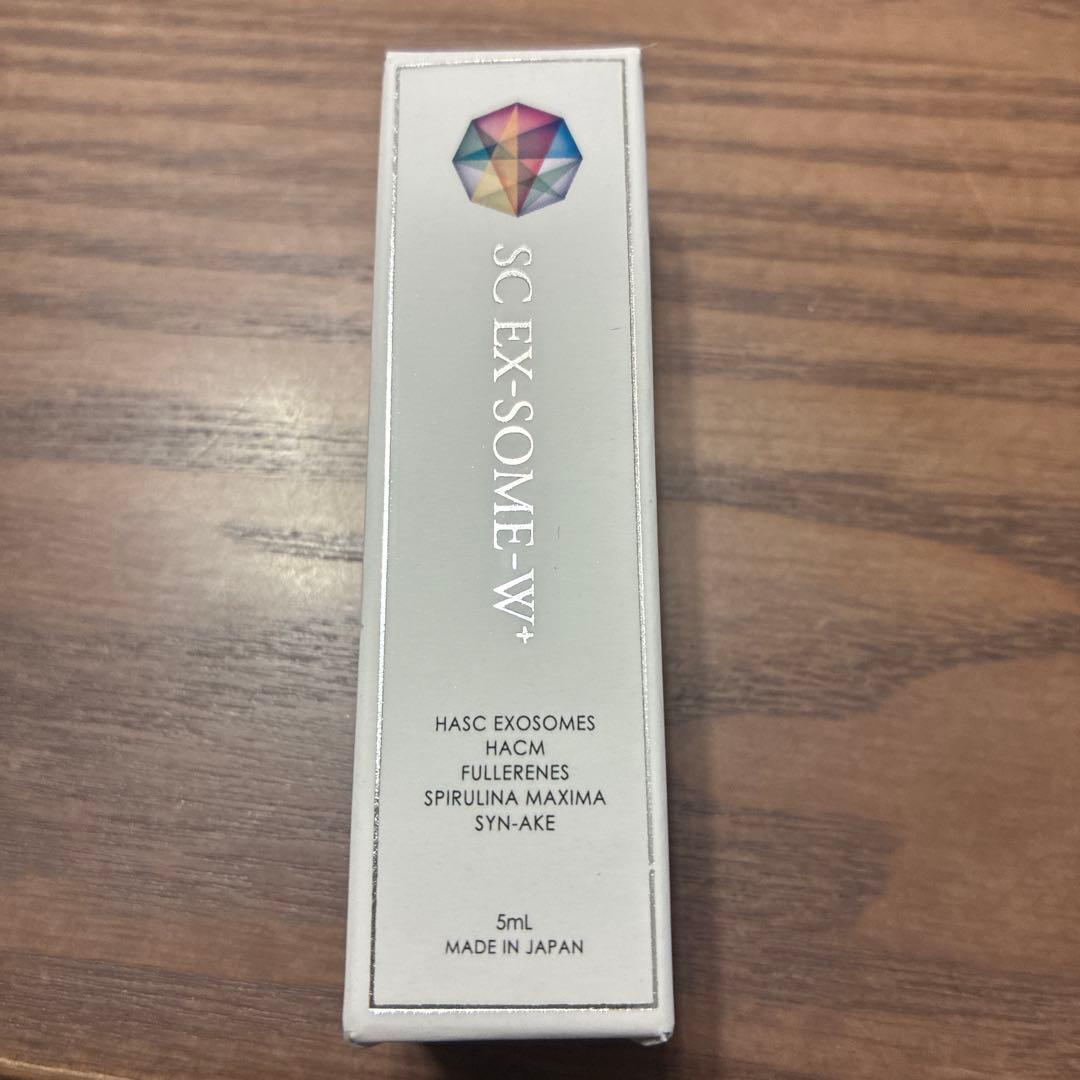 SC EX-SOME-W+
HASC EXOSOMES
HACM
FULLERENES
SPIRULINA MAXIMA
SYN-AKE
5mL
MADE IN JAPAN